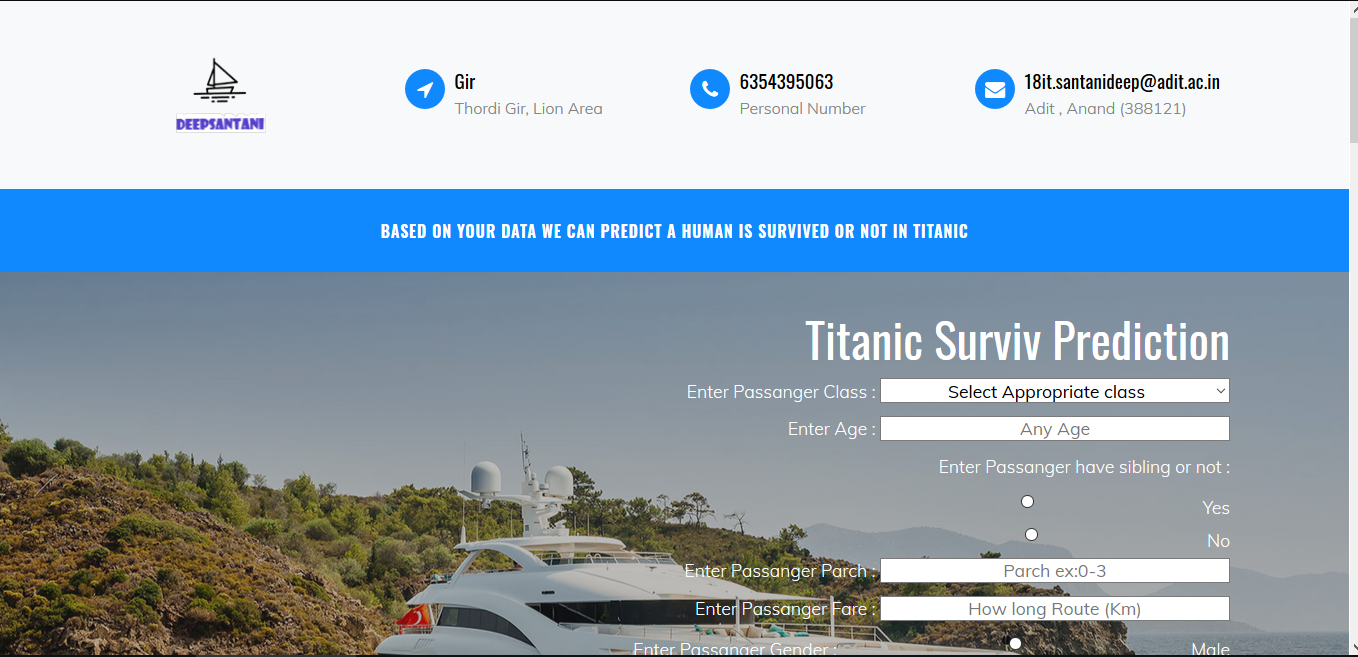 DEEPSANTANI
Gir
Thordi Gir, Lion Area
6354395063
Personal Number
18it.santanideep@adit.ac.in
Adit , Anand (388121)
BASED ON YOUR DATA WE CAN PREDICT A HUMAN IS SURVIVED OR NOT IN TITANIC
Titanic Surviv Prediction
Enter Passanger Class : Select Appropriate class
Enter Age : Any Age
Enter Passanger have sibling or not :
Yes
No
Enter Passanger Parch : Parch ex:0-3
Enter Passanger Fare : How long Route (Km)
Enter Passanger Gender : Male